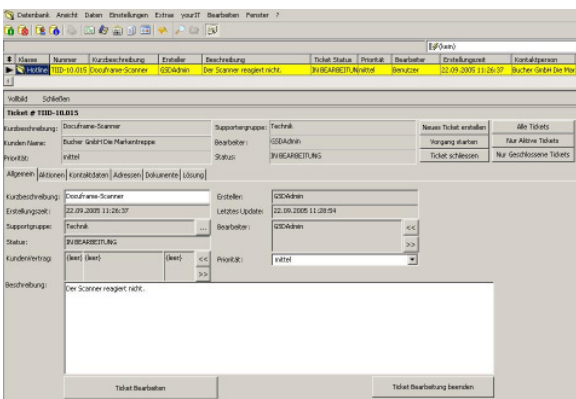 Datenbank Ansicht Daten Einstellungen Extras yourIT Bearbeiten Fenster ?
(kein)
Klasse Nummer Kurzbeschreibung Ersteller Beschreibung Ticket Status Priorität Bearbeiter Erstellungszeit Kontaktperson
Hotline TIID-10.015 Docuframe-Scanner GSDAdmin Der Scanner reagiert nicht. IN BEARBEITUN mittel Benutzer 22.09.2005 11:26:37 Bucher GmbH Die Mar
Vollbild Schließen
Ticket # TIID-10.015
Kurzbeschreibung: Docuframe-Scanner Supportergruppe: Technik Neues Ticket erstellen Alle Tickets
Kunden Name: Bucher GmbH Die Markentreppe Bearbeiter: GSDAdmin Vorgang starten Nur Aktive Tickets
Priorität: mittel Status: IN BEARBEITUNG Ticket schliessen Nur Geschlossene Tickets
Allgemein Aktionen Kontaktdaten Adressen Dokumente Lösung
Kurzbeschreibung: Docuframe-Scanner Ersteller: GSDAdmin
Erstellungszeit: 22.09.2005 11:26:37 Letztes Update: 22.09.2005 11:28:54
Supportgruppe: Technik ... Bearbeiter: GSDAdmin <<
Status: IN BEARBEITUNG >>
KundenVertrag: (leer) (leer) (leer) << Priorität: mittel
>>
Beschreibung: Der Scanner reagiert nicht.
Ticket Bearbeiten Ticket Bearbeitung beenden